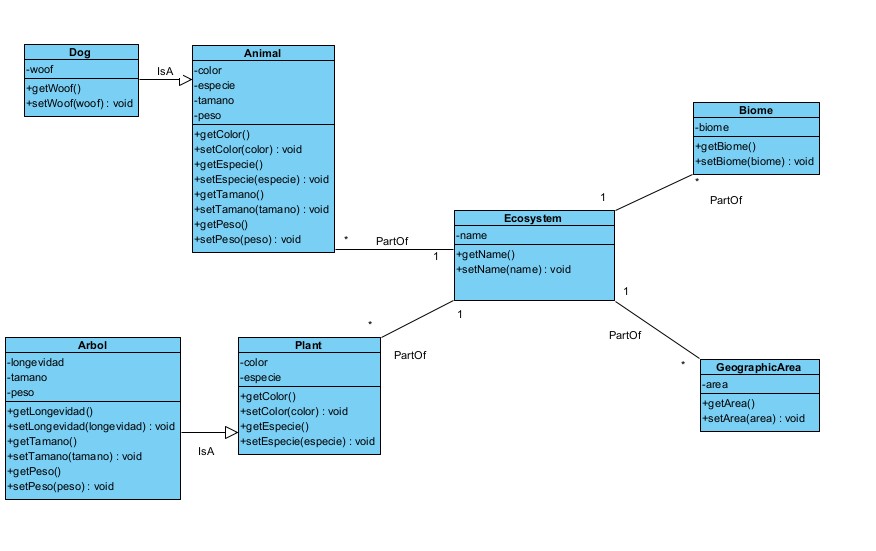 Dog
-woof
+getWoof()
+setWoof(woof) : void
IsA
Animal
-color
-especie
-tamano
-peso
+getColor()
+setColor(color) : void
+getEspecie()
+setEspecie(especie) : void
+getTamano()
+setTamano(tamano) : void
+getPeso()
+setPeso(peso) : void
*
PartOf
1
Biome
-biome
+getBiome()
+setBiome(biome) : void
*
PartOf
1
Ecosystem
-name
+getName()
+setName(name) : void
1
PartOf
*
1
PartOf
*
Arbol
-longevidad
-tamano
-peso
+getLongevidad()
+setLongevidad(longevidad) : void
+getTamano()
+setTamano(tamano) : void
+getPeso()
+setPeso(peso) : void
IsA
Plant
-color
-especie
+getColor()
+setColor(color) : void
+getEspecie()
+setEspecie(especie) : void
GeographicArea
-area
+getArea()
+setArea(area) : void